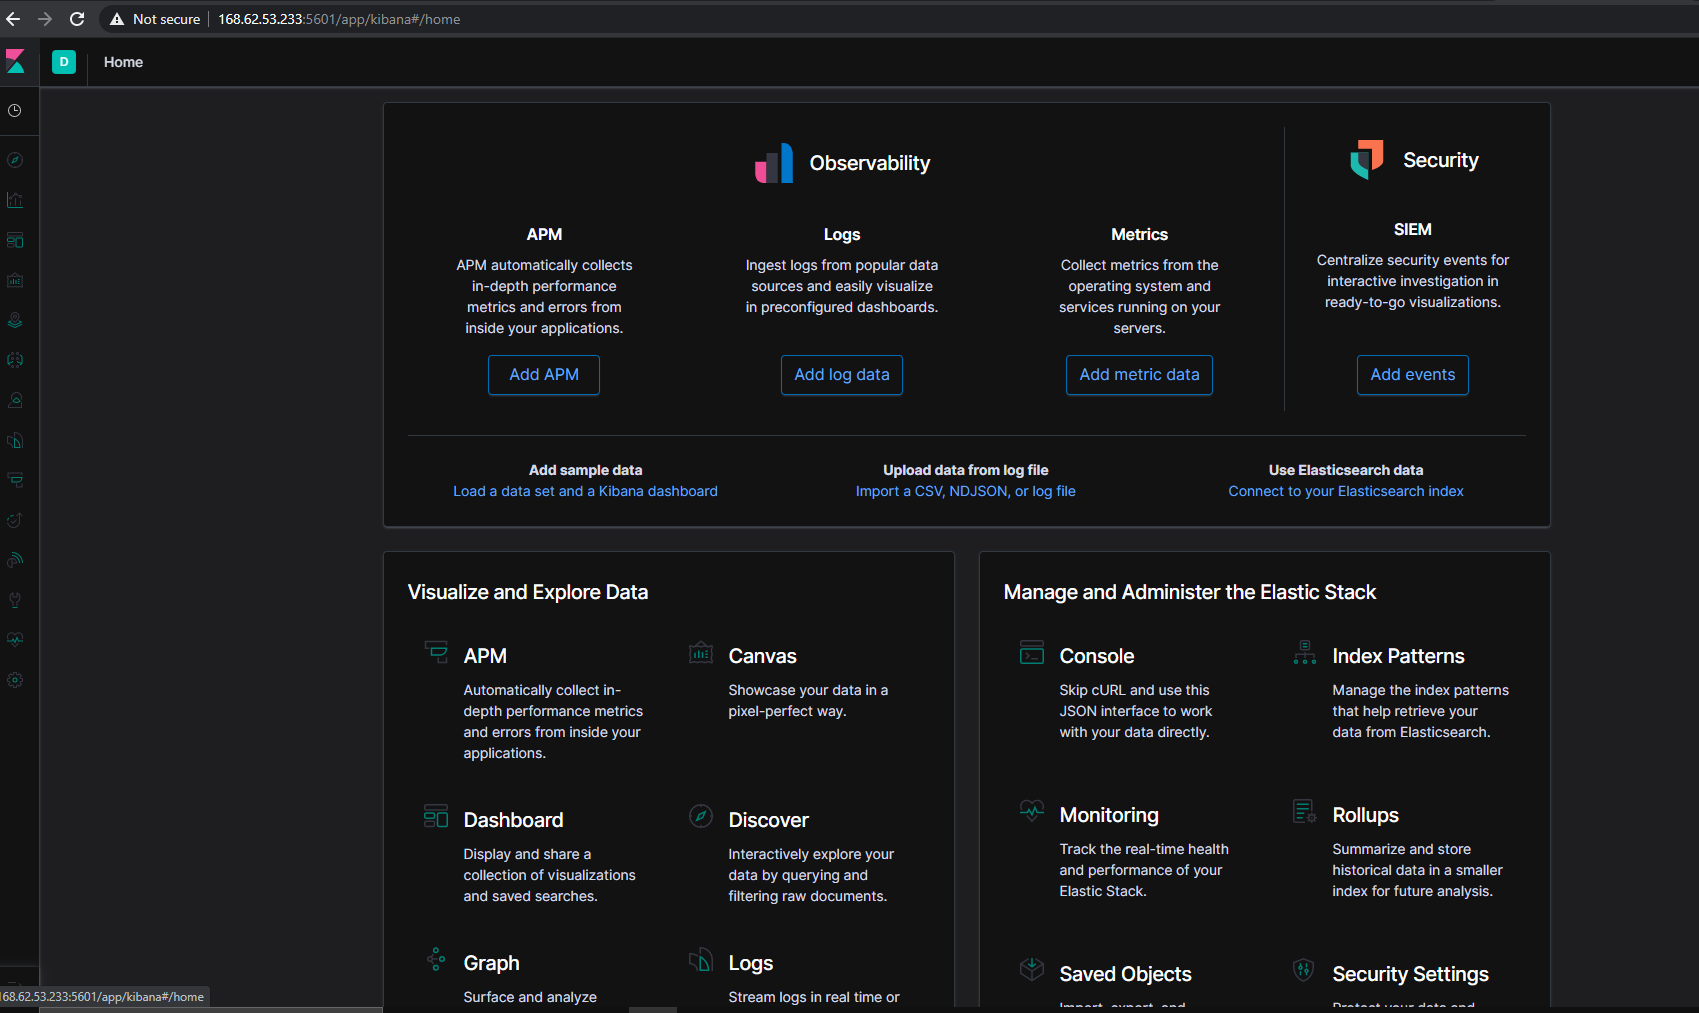 Not secure
168.62.53.233:5601/app/kibana#/home
D
Home
Observability
Security
APM
APM automatically collects
in-depth performance
metrics and errors from
inside your applications.
Add APM
Logs
Ingest logs from popular data
sources and easily visualize
in preconfigured dashboards.
Add log data
Metrics
Collect metrics from the
operating system and
services running on your
servers.
Add metric data
SIEM
Centralize security events for
interactive investigation in
ready-to-go visualizations.
Add events
Add sample data
Load a data set and a Kibana dashboard
Upload data from log file
Import a CSV, NDJSON, or log file
Use Elasticsearch data
Connect to your Elasticsearch index
Visualize and Explore Data
APM
Automatically collect in-
depth performance metrics
and errors from inside your
applications.
Canvas
Showcase your data in a
pixel-perfect way.
Dashboard
Display and share a
collection of visualizations
and saved searches.
Discover
Interactively explore your
data by querying and
filtering raw documents.
Graph
Surface and analyze
Logs
Stream logs in real time or
Manage and Administer the Elastic Stack
Console
Skip cURL and use this
JSON interface to work
with your data directly.
Index Patterns
Manage the index patterns
that help retrieve your
data from Elasticsearch.
Monitoring
Track the real-time health
and performance of your
Elastic Stack.
Rollups
Summarize and store
historical data in a smaller
index for future analysis.
Saved Objects
Import, export, and
Security Settings
Protect your data and
168.62.53.233:5601/app/kibana#/home